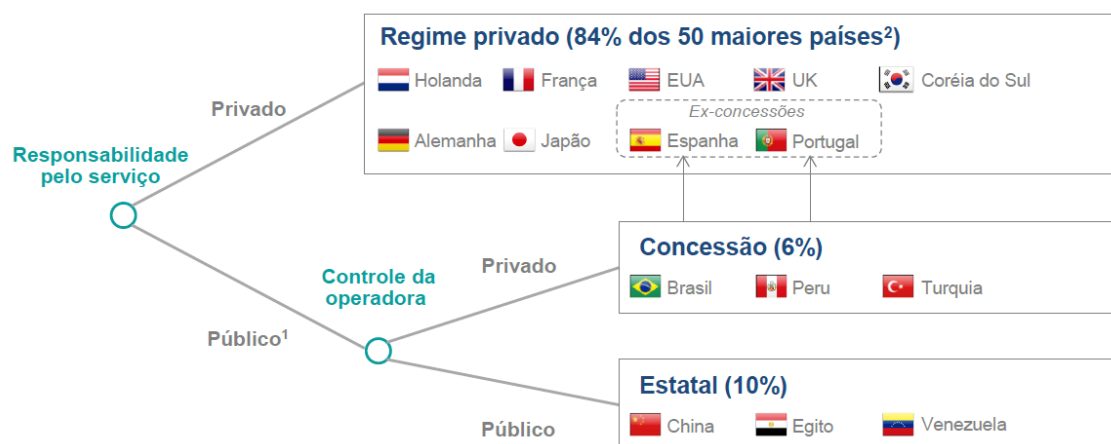 Regime privado (84% dos 50 maiores países²)
Holanda França EUA UK Coréia do Sul
Privado
Ex-concessões
Alemanha Japão Espanha Portugal
Responsabilidade
pelo serviço
Concessão (6%)
Privado
Controle da
operadora
Brasil Peru Turquia
Público¹
Estatal (10%)
China Egito Venezuela
Público